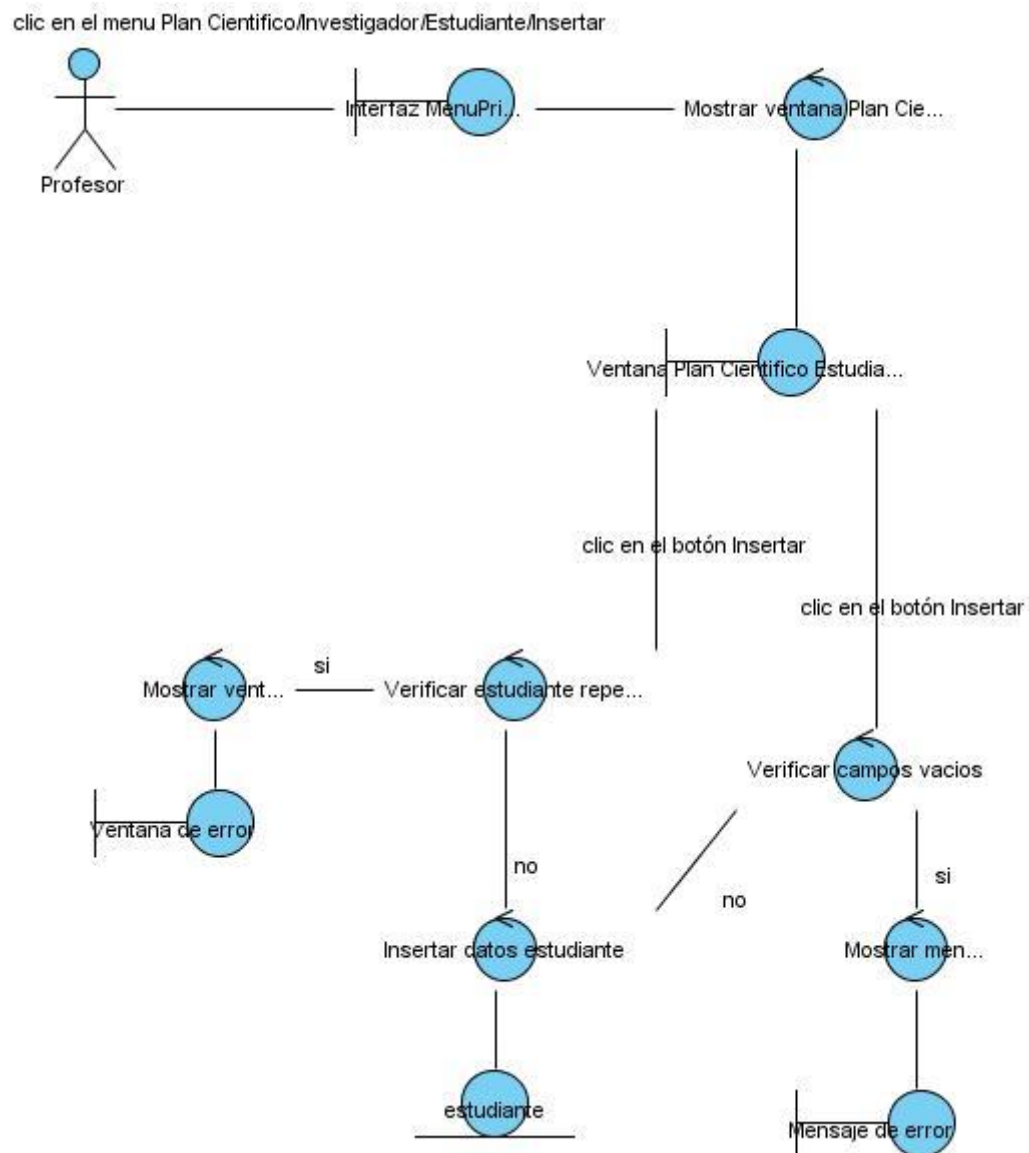 clic en el menu Plan Cientifico/Investigador/Estudiante/Insertar
Interfaz MenuPri...
Mostrar ventana Plan Cie...
Profesor
Ventana Plan Cientifico Estudia...
clic en el botón Insertar
clic en el botón Insertar
si
Mostrar vent...
Verificar estudiante repe...
Verificar campos vacios
Ventana de error
no
si
no
Insertar datos estudiante
Mostrar men...
estudiante
Mensaje de error